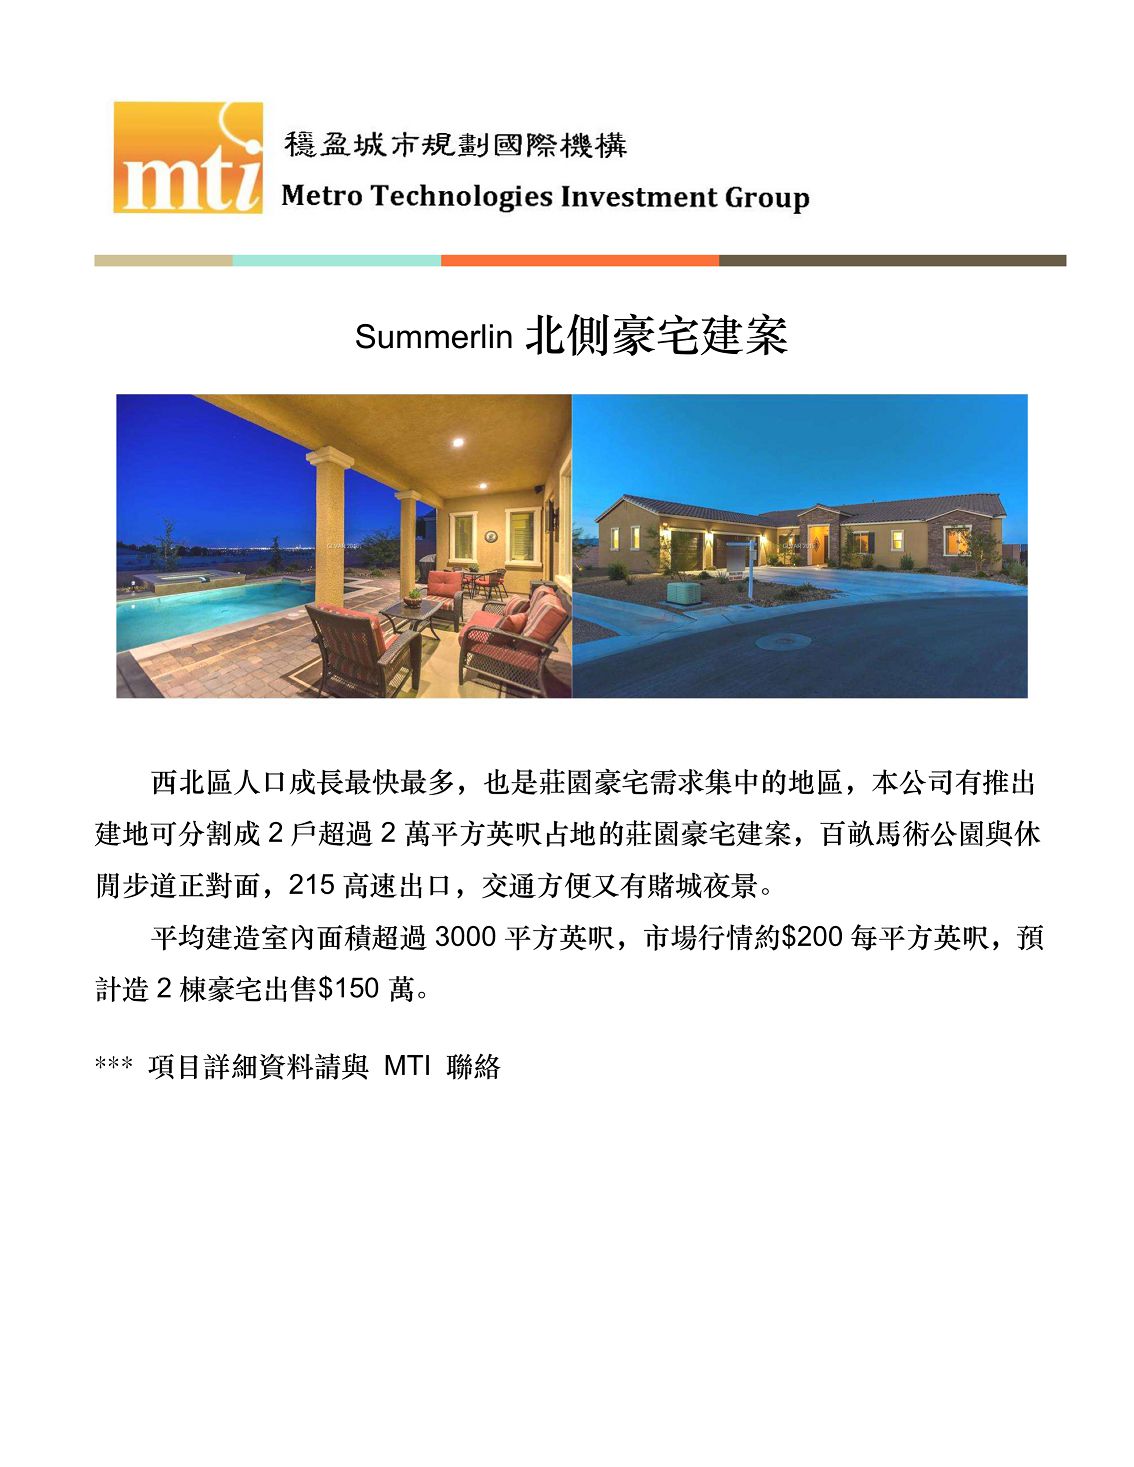 mti
穩盈城市規劃國際機構
Metro Technologies Investment Group
Summerlin 北側豪宅建案
西北區人口成長最快最多，也是莊園豪宅需求集中的地區，本公司有推出
建地可分割成 2 戶超過 2 萬平方英呎占地的莊園豪宅建案，百畝馬術公園與休
閒步道正對面，215 高速出口，交通方便又有賭城夜景。
平均建造室內面積超過 3000 平方英呎，市場行情約$200 每平方英呎，預
計造 2 棟豪宅出售$150 萬。
*** 項目詳細資料請與 MTI 聯絡